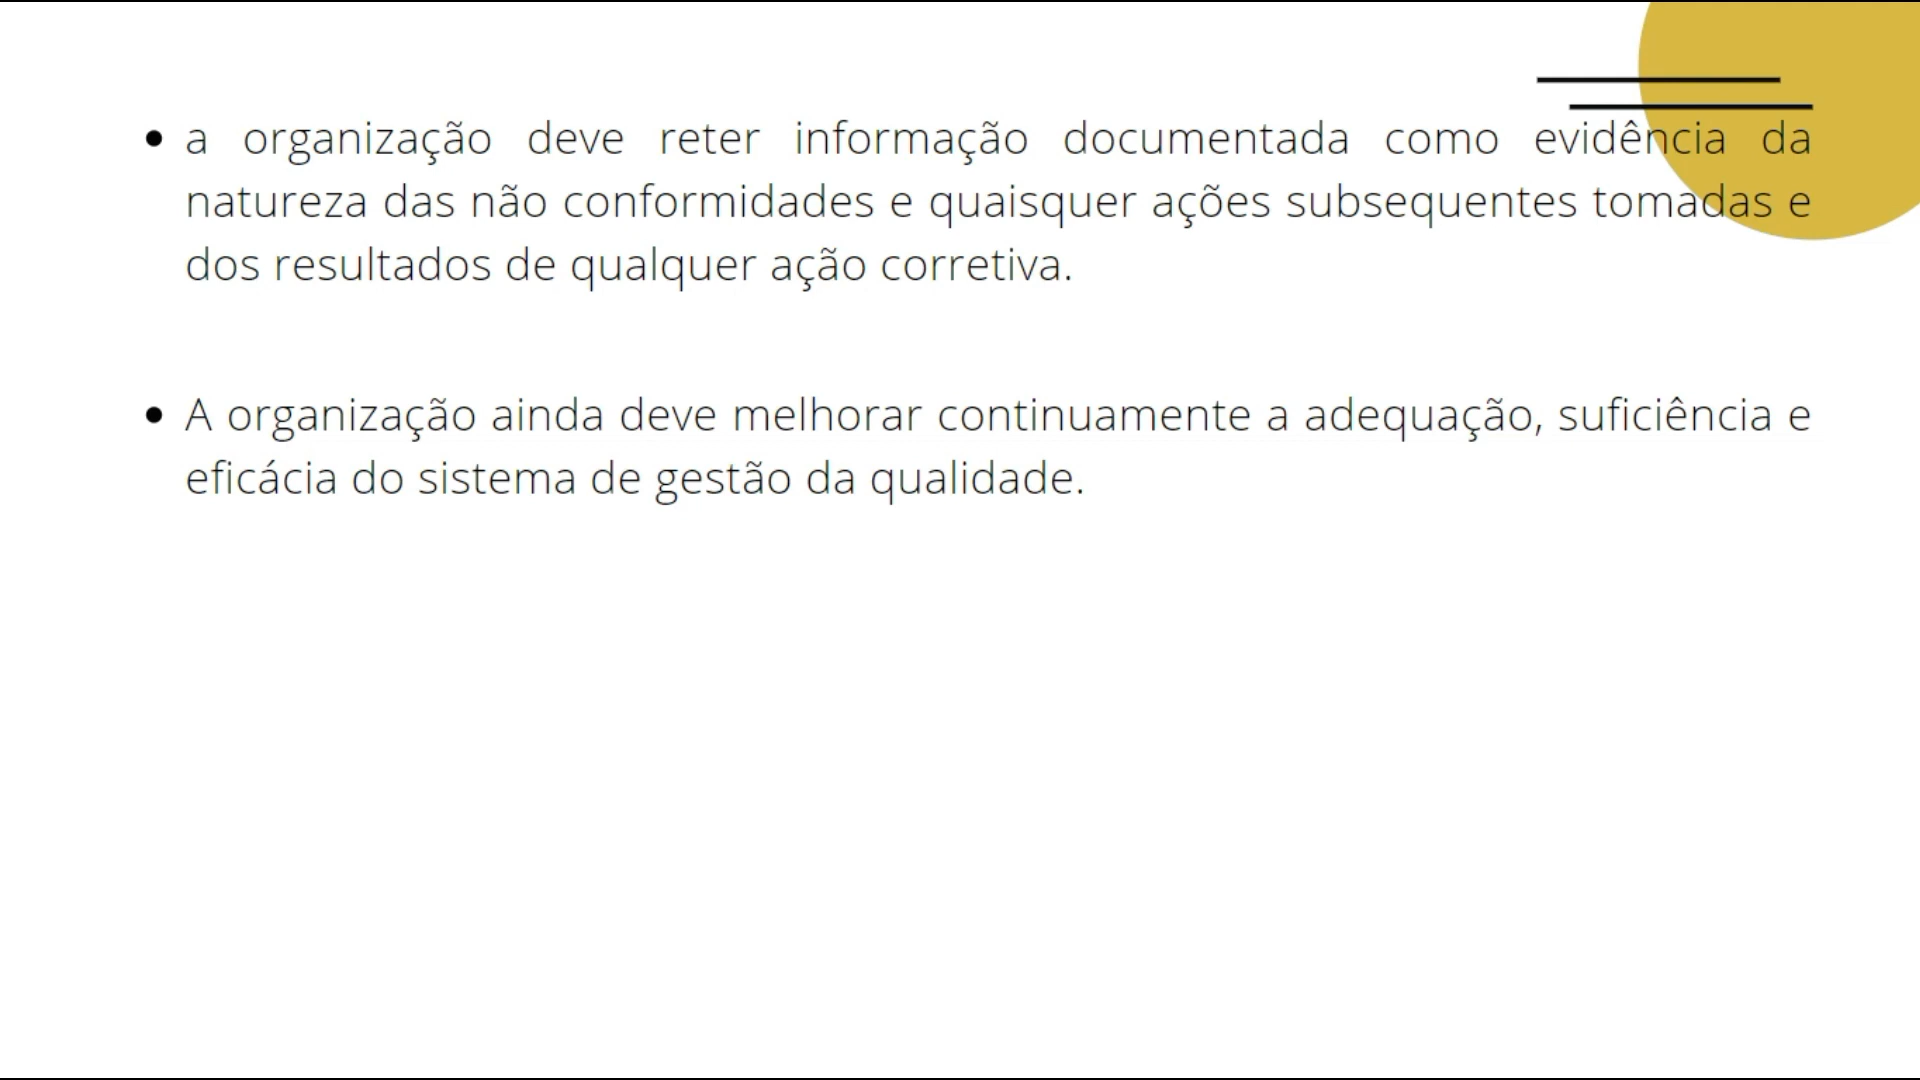 • a organização deve reter informação documentada como evidência da
natureza das não conformidades e quaisquer ações subsequentes tomadas e
dos resultados de qualquer ação corretiva.
• A organização ainda deve melhorar continuamente a adequação, suficiência e
eficácia do sistema de gestão da qualidade.